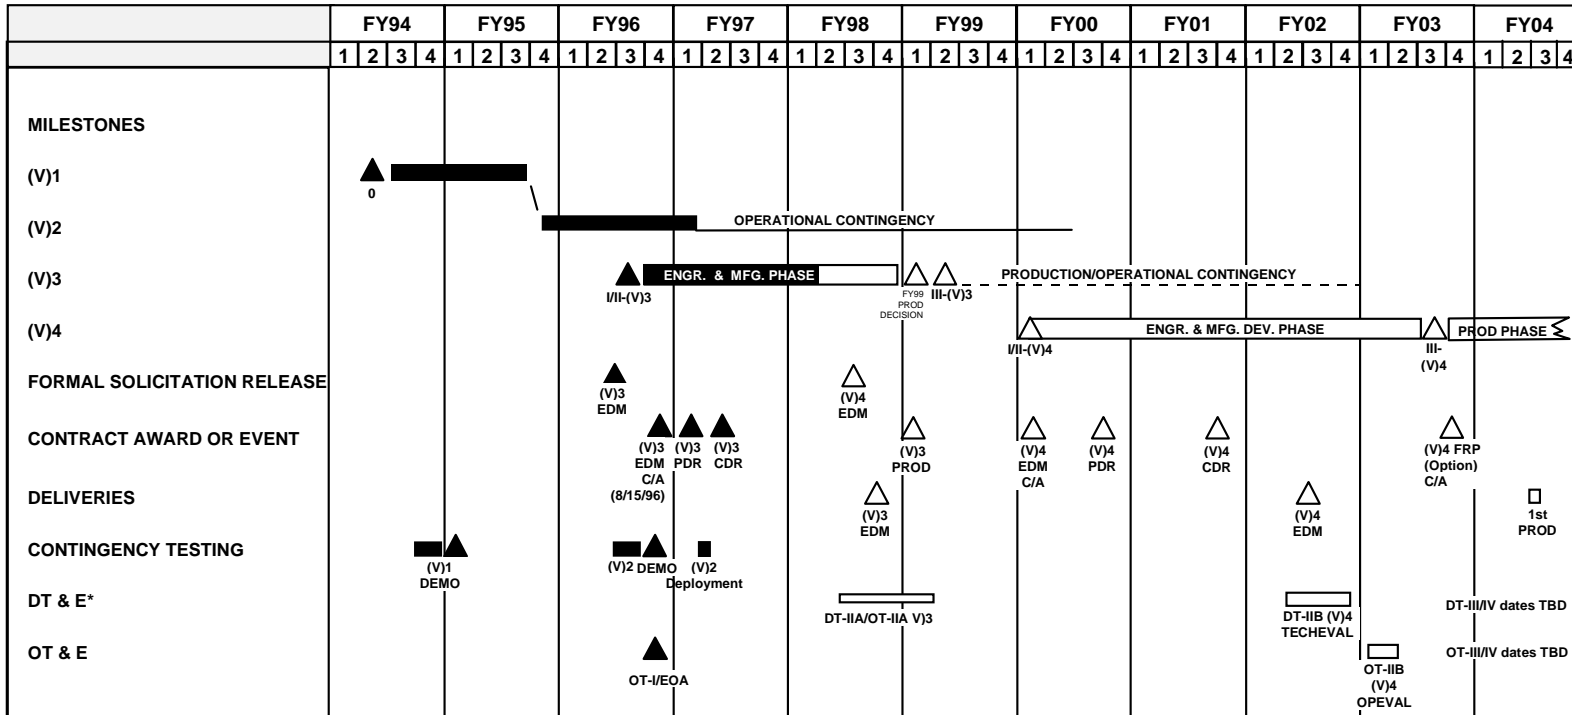 FY94 FY95 FY96 FY97 FY98 FY99 FY00 FY01 FY02 FY03 FY04
1 2 3 4 1 2 3 4 1 2 3 4 1 2 3 4 1 2 3 4 1 2 3 4 1 2 3 4 1 2 3 4 1 2 3 4 1 2 3 4 1 2 3 4
MILESTONES
(V)1
0
(V)2
OPERATIONAL CONTINGENCY
(V)3
ENGR. & MFG. PHASE
PRODUCTION/OPERATIONAL CONTINGENCY
I/II-(V)3
FY99
PROD
DECISION
III-(V)3
(V)4
ENGR. & MFG. DEV. PHASE
PROD PHASE
I/II-(V)4
III-
(V)4
FORMAL SOLICITATION RELEASE
(V)3
EDM
(V)4
EDM
CONTRACT AWARD OR EVENT
(V)3
EDM
C/A
(8/15/96)
(V)3
PDR
(V)3
CDR
(V)3
PROD
(V)4
EDM
C/A
(V)4
PDR
(V)4
CDR
(V)4 FRP
(Option)
C/A
DELIVERIES
(V)3
EDM
(V)4
EDM
1st
PROD
CONTINGENCY TESTING
(V)1
DEMO
(V)2 DEMO
(V)2
Deployment
DT & E*
DT-IIA/OT-IIA V)3
DT-IIB (V)4
TECHEVAL
DT-III/IV dates TBD
OT & E
OT-I/EOA
OT-IIB
(V)4
OPEVAL
OT-III/IV dates TBD